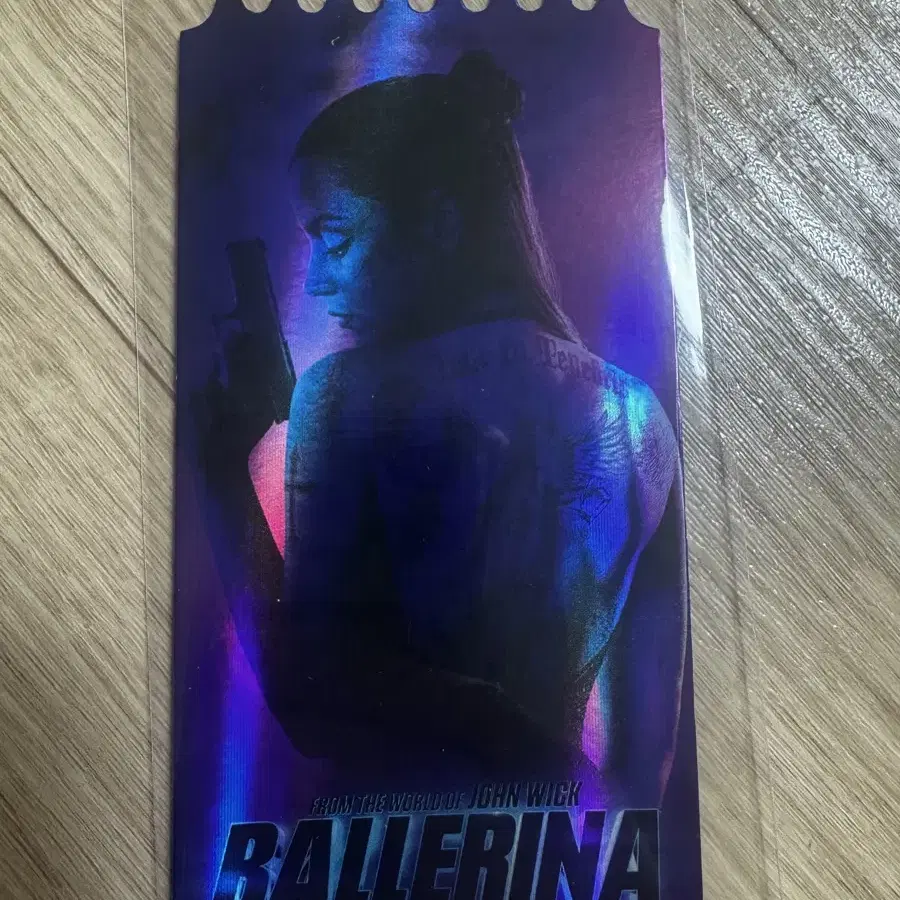 FROM THE WORLD OF JOHN WICK
BALLERINA